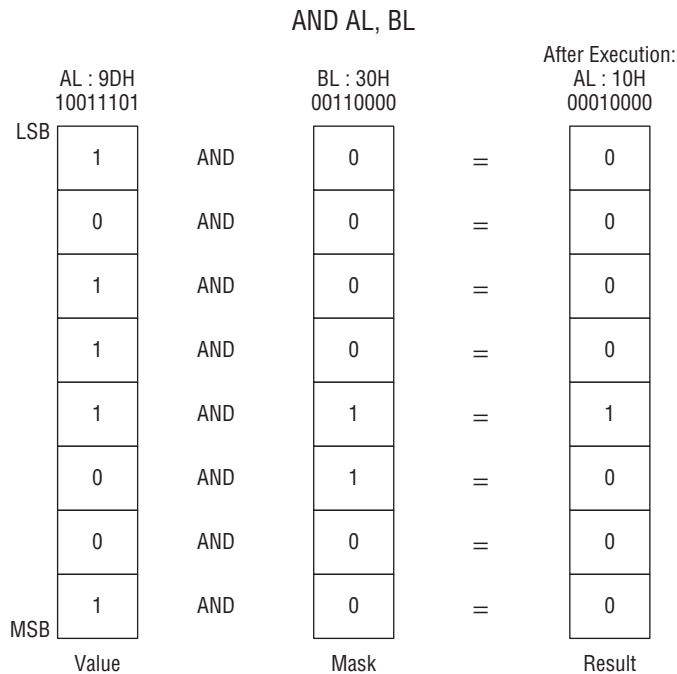 AND AL, BL
After Execution:
AL : 9DH BL : 30H AL : 10H
10011101 00110000 00010000
LSB
1 AND 0 = 0
0 AND 0 = 0
1 AND 0 = 0
1 AND 0 = 0
1 AND 1 = 1
0 AND 1 = 0
0 AND 0 = 0
1 AND 0 = 0
MSB
Value Mask Result